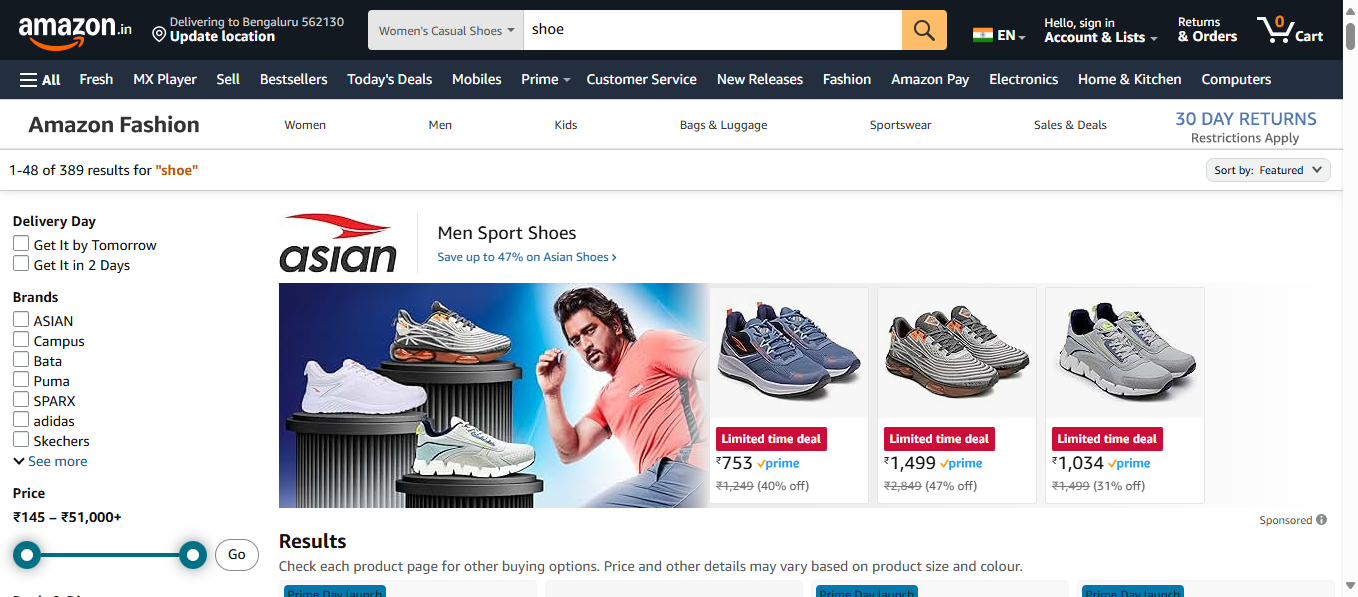 amazon.in
Delivering to Bengaluru 562130
Update location
Women's Casual Shoes
shoe
EN
Hello, sign in
Account & Lists
Returns
& Orders
0
Cart
All
Fresh
MX Player
Sell
Bestsellers
Today's Deals
Mobiles
Prime
Customer Service
New Releases
Fashion
Amazon Pay
Electronics
Home & Kitchen
Computers
Amazon Fashion
Women
Men
Kids
Bags & Luggage
Sportswear
Sales & Deals
30 DAY RETURNS
Restrictions Apply
1-48 of 389 results for "shoe"
Sort by: Featured
Delivery Day
Get It by Tomorrow
Get It in 2 Days
Brands
ASIAN
Campus
Bata
Puma
SPARX
adidas
Skechers
See more
Price
₹145 – ₹51,000+
Go
asian
Men Sport Shoes
Save up to 47% on Asian Shoes ›
Limited time deal
₹753 prime
₹1,249 (40% off)
Limited time deal
₹1,499 prime
₹2,849 (47% off)
Limited time deal
₹1,034 prime
₹1,499 (31% off)
Sponsored
Results
Check each product page for other buying options. Price and other details may vary based on product size and colour.
Prime Day launch
Prime Day launch
Prime Day launch